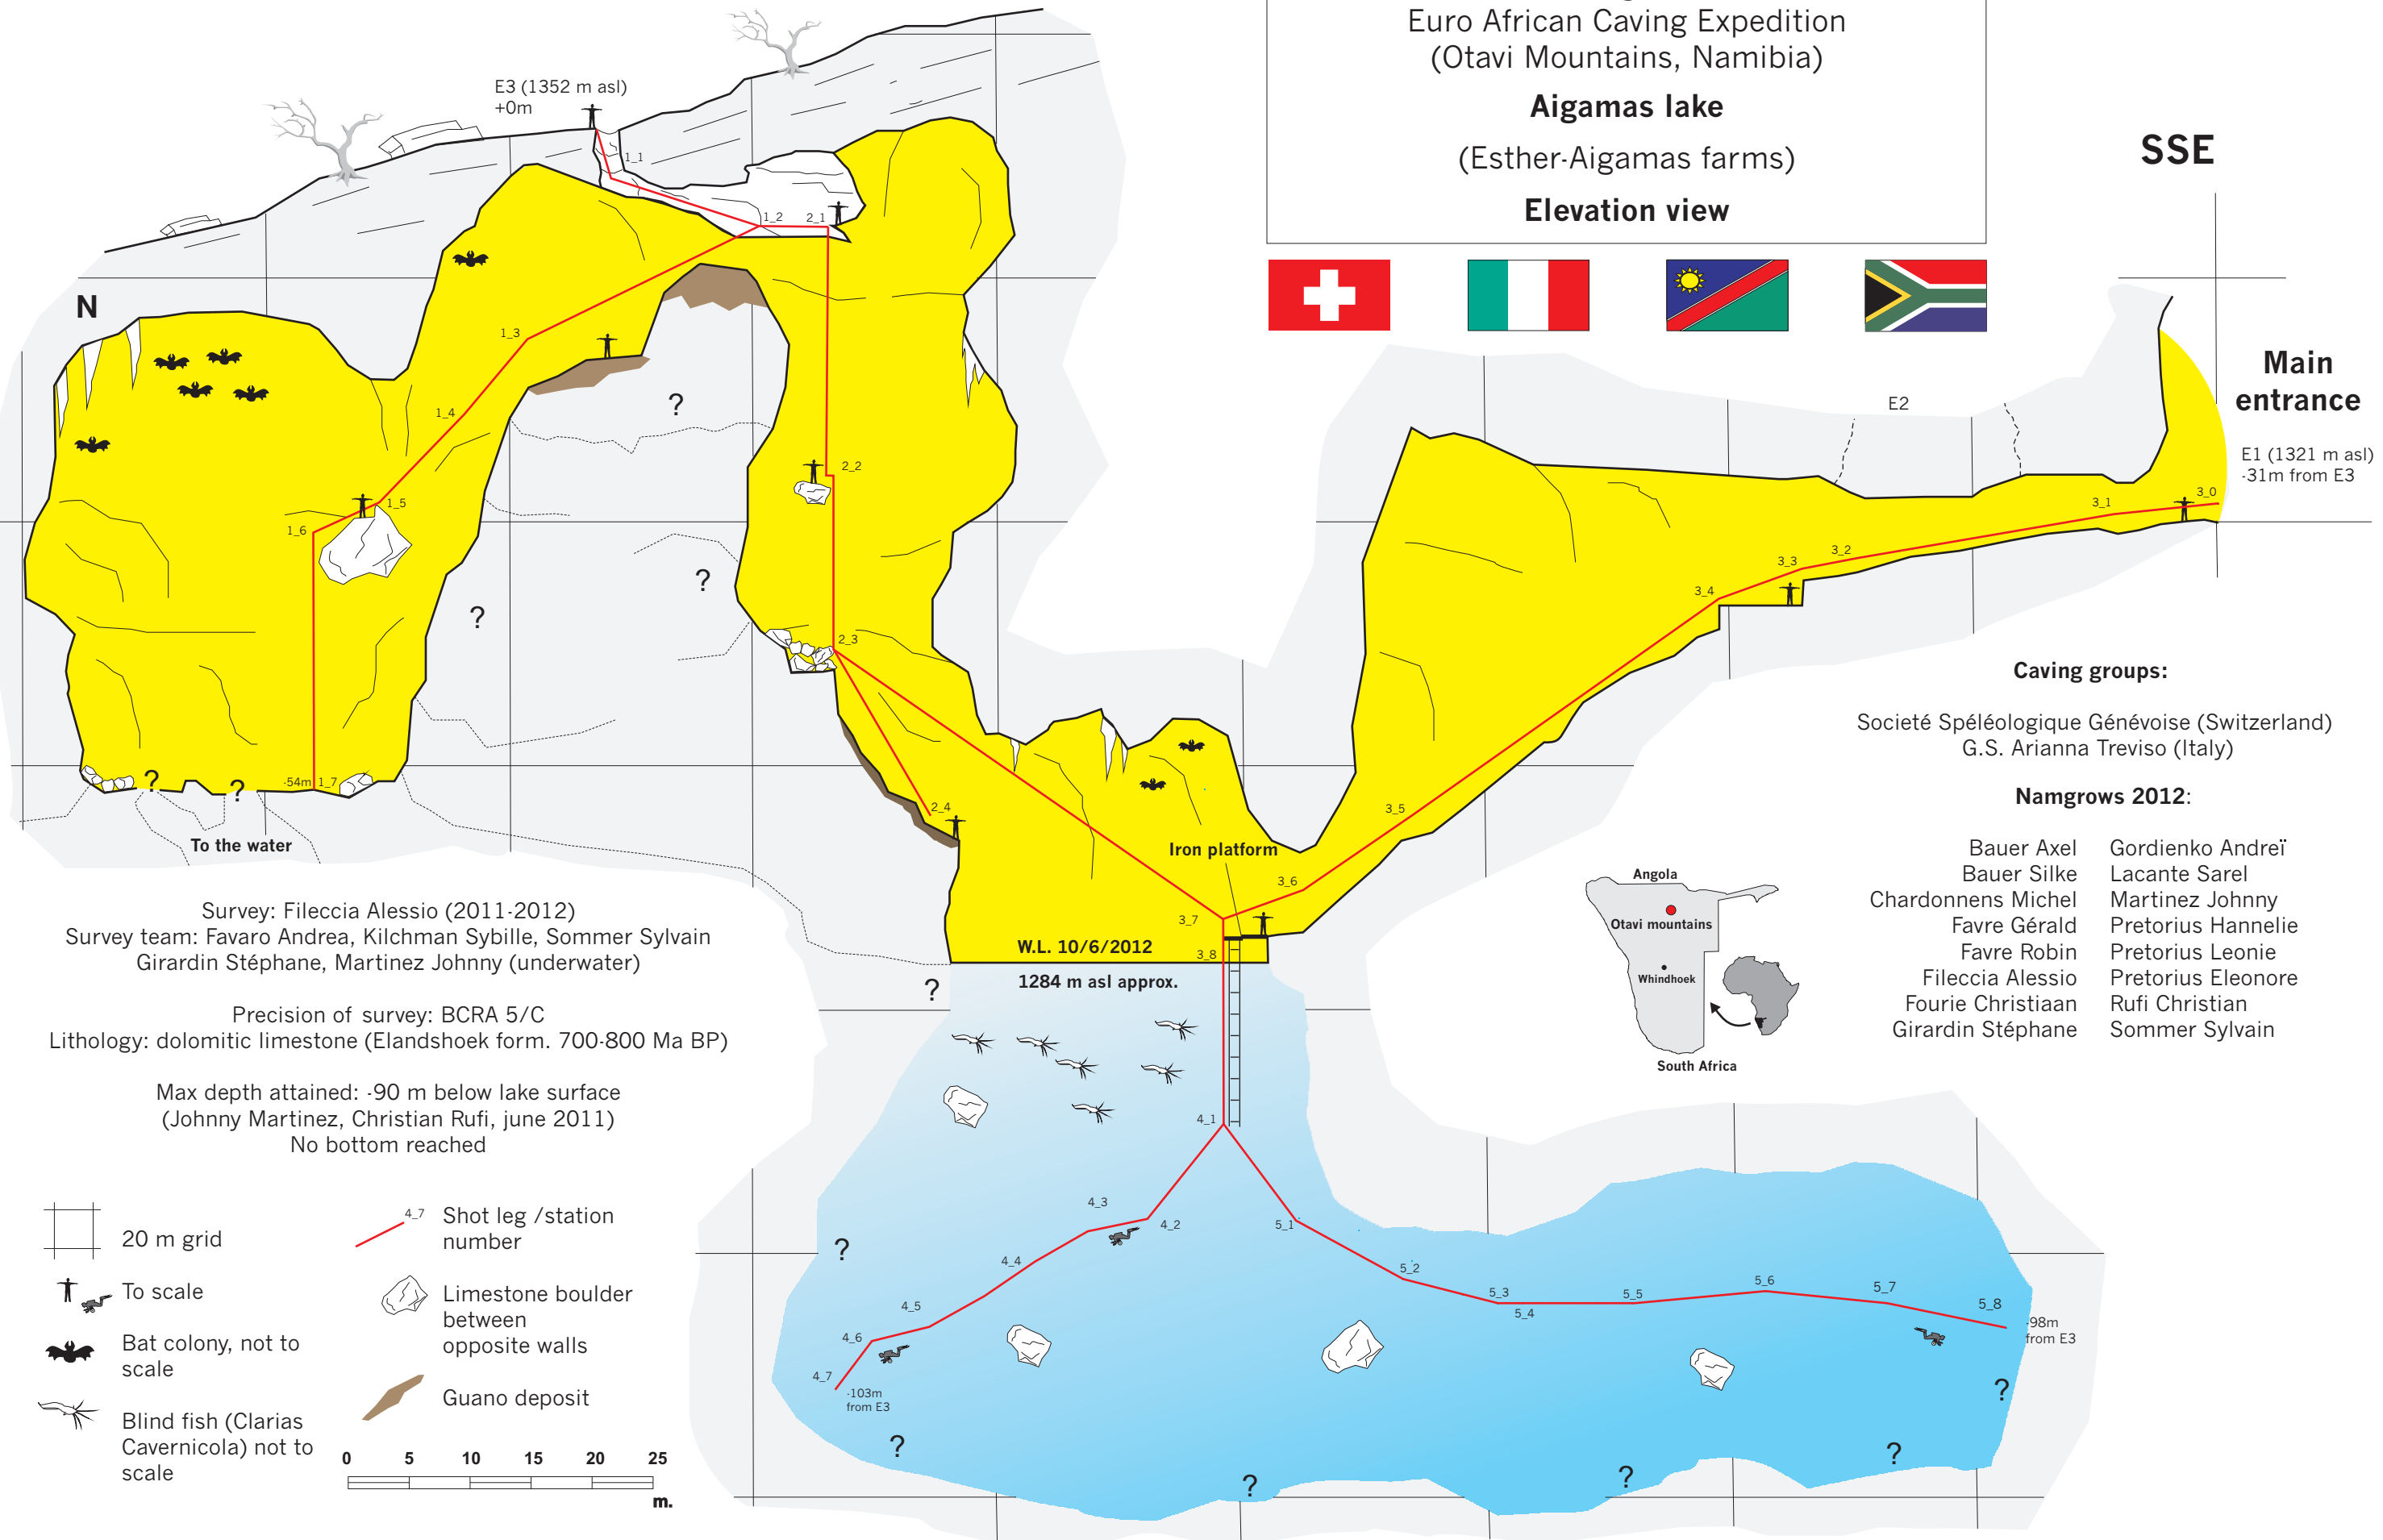 Euro African Caving Expedition
(Otavi Mountains, Namibia)
Aigamas lake
(Esther-Aigamas farms)
Elevation view
SSE
N
E3 (1352 m asl)
+0m
1_1
1_2
2_1
1_3
1_4
1_5
1_6
-54m
1_7
?
?
To the water
?
?
?
2_2
2_3
2_4
Main
entrance
E1 (1321 m asl)
-31m from E3
E2
3_0
3_1
3_2
3_3
3_4
3_5
3_6
3_7
3_8
Iron platform
W.L. 10/6/2012
1284 m asl approx.
?
4_1
4_2
4_3
4_4
4_5
4_6
4_7
-103m
from E3
5_1
5_2
5_3
5_4
5_5
5_6
5_7
5_8
-98m
from E3
?
?
?
?
?
?
Caving groups:
Societé Spéléologique Génévoise (Switzerland)
G.S. Arianna Treviso (Italy)
Namgrows 2012:
Bauer Axel
Bauer Silke
Chardonnens Michel
Favre Gérald
Favre Robin
Fileccia Alessio
Fourie Christiaan
Girardin Stéphane
Gordienko Andreï
Lacante Sarel
Martinez Johnny
Pretorius Hannelie
Pretorius Leonie
Pretorius Eleonore
Rufi Christian
Sommer Sylvain
Angola
Otavi mountains
Whindhoek
South Africa
Survey: Fileccia Alessio (2011-2012)
Survey team: Favaro Andrea, Kilchman Sybille, Sommer Sylvain
Girardin Stéphane, Martinez Johnny (underwater)
Precision of survey: BCRA 5/C
Lithology: dolomitic limestone (Elandshoek form. 700-800 Ma BP)
Max depth attained: -90 m below lake surface
(Johnny Martinez, Christian Rufi, june 2011)
No bottom reached
20 m grid
To scale
Bat colony, not to
scale
Blind fish (Clarias
Cavernicola) not to
scale
4_7
Shot leg /station
number
Limestone boulder
between
opposite walls
Guano deposit
0 5 10 15 20 25
m.